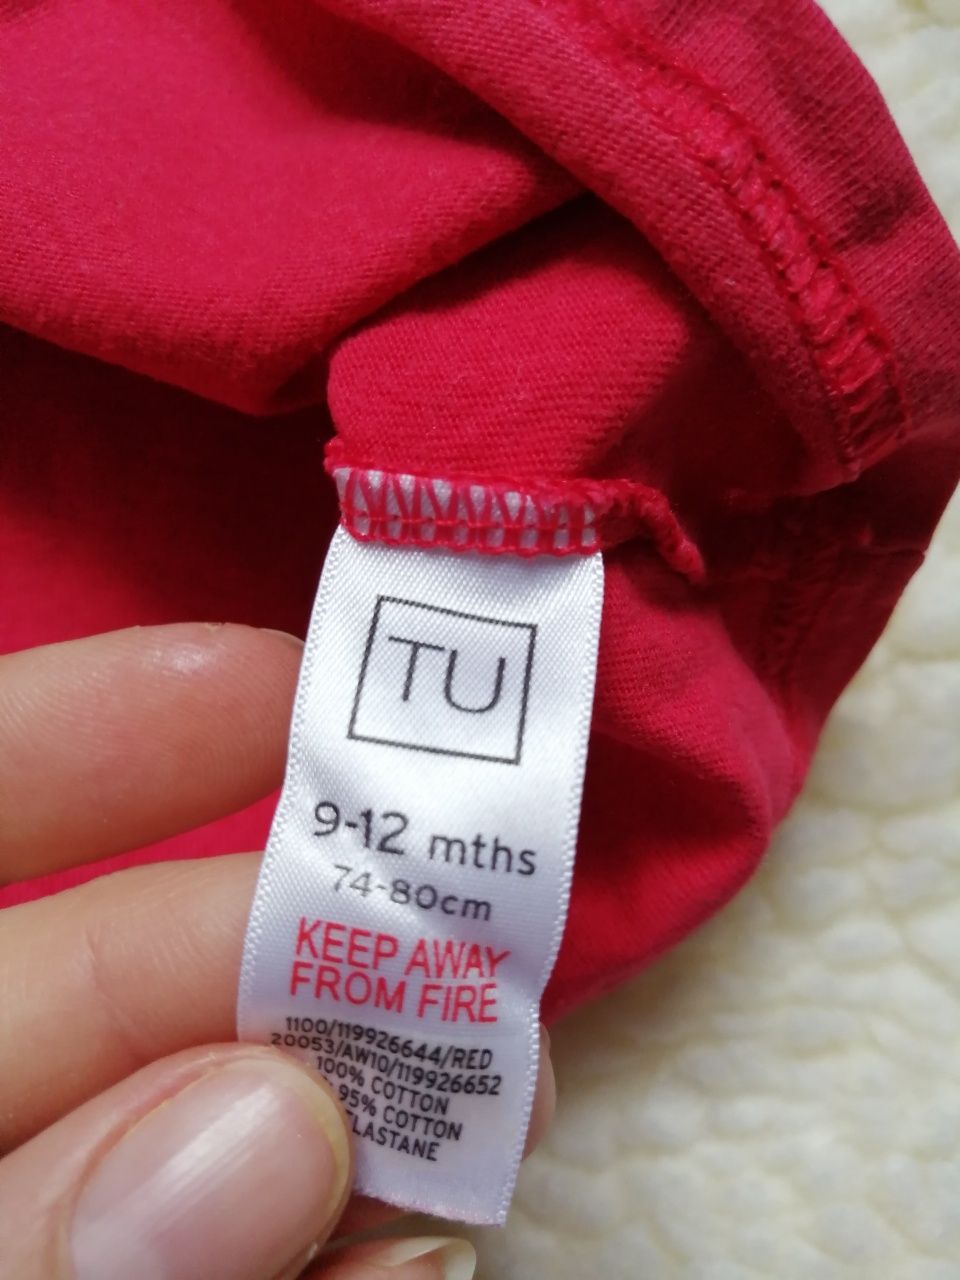 TU
9-12 mths
74-80cm
KEEP AWAY
FROM FIRE
1100/119926644/RED
20053/AW10/119926652
100% COTTON
95% COTTON